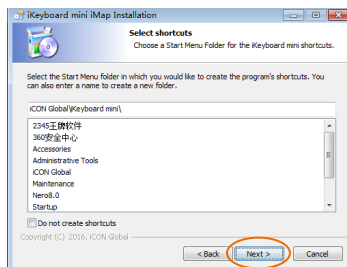 iKeyboard mini iMap Installation
Select shortcuts
Choose a Start Menu Folder for the iKeyboard mini shortcuts.
Select the Start Menu folder in which you would like to create the program's shortcuts. You
can also enter a name to create a new folder.
iCON Global\iKeyboard mini\
2345王牌软件
360安全中心
Accessories
Administrative Tools
iCON Global
Maintenance
Nero8.0
Startup
Do not create shortcuts
Copyright (C) 2016, iCON Global
< Back
Next >
Cancel